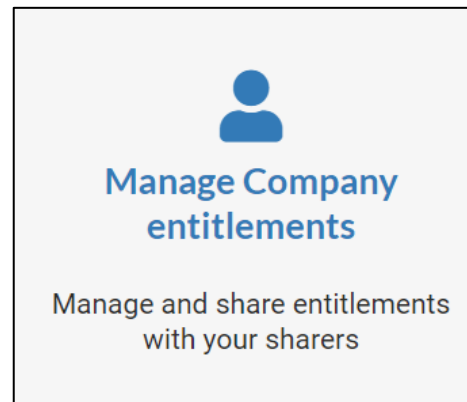 Manage Company
entitlements
Manage and share entitlements
with your sharers